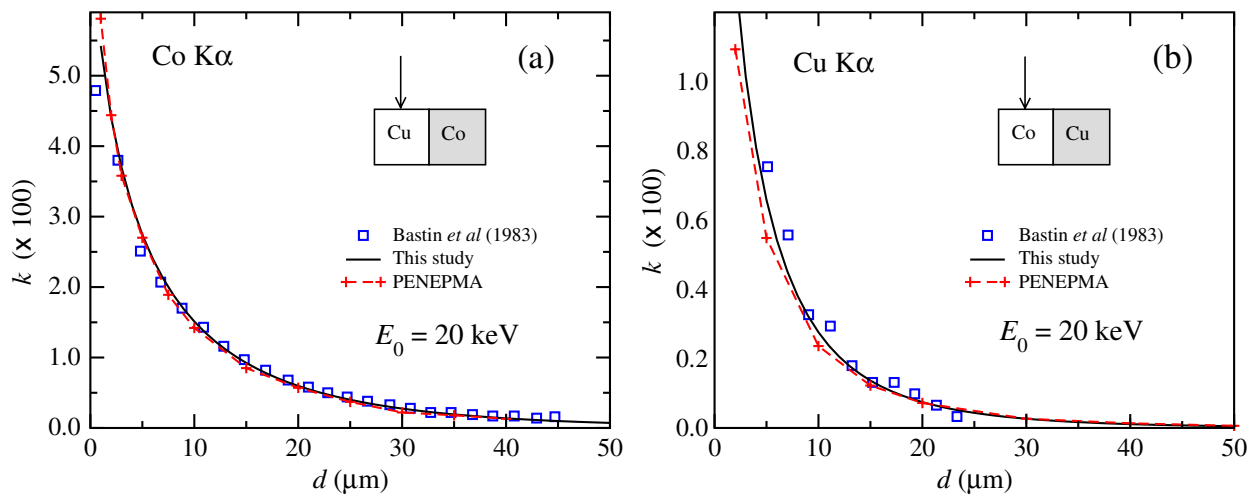 Co Kα
(a)
5.0
4.0
3.0
2.0
1.0
0.0
k (x 100)
Cu
Co
Bastin et al (1983)
This study
PENEPMA
E0 = 20 keV
0
10
20
30
40
50
d (μm)
Cu Kα
(b)
1.0
0.8
0.6
0.4
0.2
0.0
k (x 100)
Co
Cu
Bastin et al (1983)
This study
PENEPMA
E0 = 20 keV
0
10
20
30
40
50
d (μm)